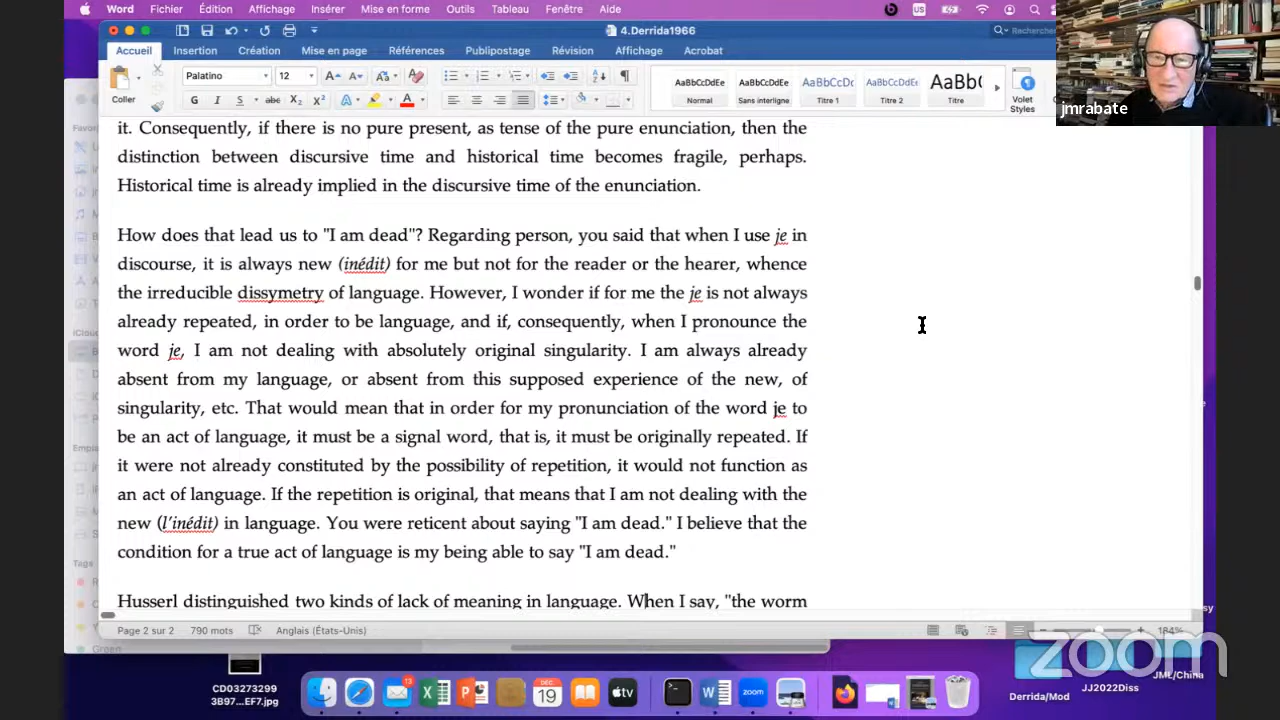 Word Fichier Édition Affichage Insérer Mise en forme Outils Tableau Fenêtre Aide
4.Derrida1966
Recherche
Accueil Insertion Création Mise en page Références Publipostage Révision Affichage Acrobat
Coller
Palatino 12
G I S abc X₂ X²
AaBbCcDdEe AaBbCcDdEe AaBbCcDc AaBbCcDdEe AaBb(
Normal Sans interligne Titre 1 Titre 2 Titre
Volet
Styles
jmrabate
it. Consequently, if there is no pure present, as tense of the pure enunciation, then the
distinction between discursive time and historical time becomes fragile, perhaps.
Historical time is already implied in the discursive time of the enunciation.
How does that lead us to "I am dead"? Regarding person, you said that when I use je in
discourse, it is always new (inédit) for me but not for the reader or the hearer, whence
the irreducible dissymetry of language. However, I wonder if for me the je is not always
already repeated, in order to be language, and if, consequently, when I pronounce the
word je, I am not dealing with absolutely original singularity. I am always already
absent from my language, or absent from this supposed experience of the new, of
singularity, etc. That would mean that in order for my pronunciation of the word je to
be an act of language, it must be a signal word, that is, it must be originally repeated. If
it were not already constituted by the possibility of repetition, it would not function as
an act of language. If the repetition is original, that means that I am not dealing with the
new (l'inédit) in language. You were reticent about saying "I am dead." I believe that the
condition for a true act of language is my being able to say "I am dead."
Husserl distinguished two kinds of lack of meaning in language. When I say, "the worm
Page 2 sur 2 790 mots Anglais (États-Unis) 184%
Tags
Green
zoom
CD03273299
3B97...EF7.jpg
13
DÉC.
19
tv
zoom
Derrida/Mod
JJ2022Diss
JML/China